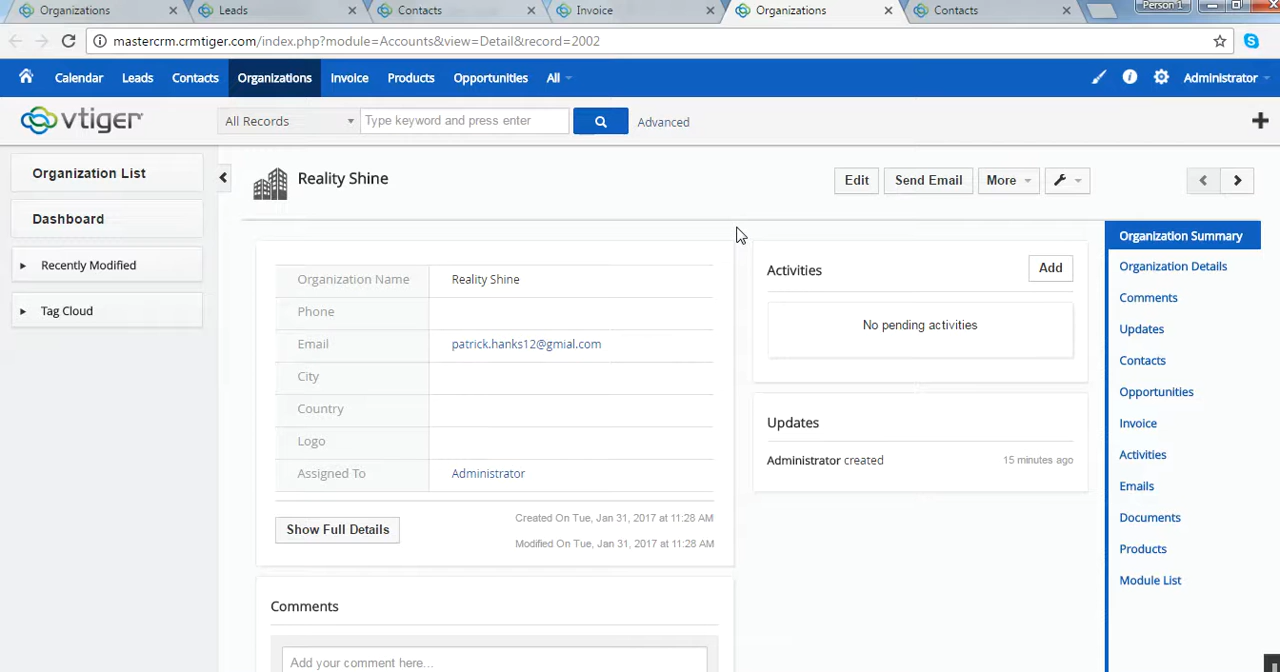 Organizations Leads Contacts Invoice Organizations Contacts Person 1
mastercrm.crmtiger.com/index.php?module=Accounts&view=Detail&record=2002
Calendar Leads Contacts Organizations Invoice Products Opportunities All Administrator
vtiger All Records Type keyword and press enter Advanced
Organization List
Dashboard
Recently Modified
Tag Cloud
Reality Shine
Edit Send Email More
Organization Name Reality Shine
Phone
Email patrick.hanks12@gmial.com
City
Country
Logo
Assigned To Administrator
Show Full Details
Created On Tue, Jan 31, 2017 at 11:28 AM
Modified On Tue, Jan 31, 2017 at 11:28 AM
Comments
Add your comment here...
Activities Add
No pending activities
Updates
Administrator created 15 minutes ago
Organization Summary
Organization Details
Comments
Updates
Contacts
Opportunities
Invoice
Activities
Emails
Documents
Products
Module List